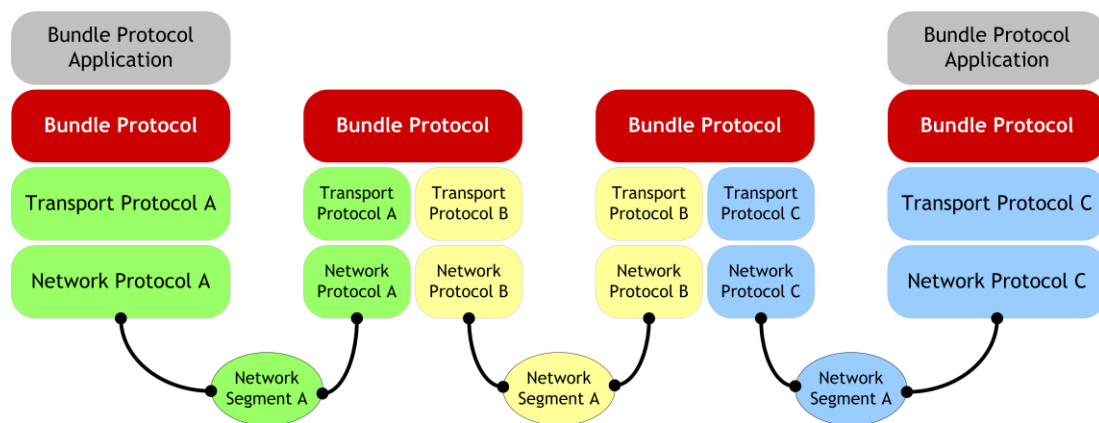 Bundle Protocol
Application
Bundle Protocol
Application
Bundle Protocol
Bundle Protocol
Bundle Protocol
Bundle Protocol
Transport Protocol A
Transport
Protocol A
Transport
Protocol B
Transport
Protocol B
Transport
Protocol C
Transport Protocol C
Network Protocol A
Network
Protocol A
Network
Protocol B
Network
Protocol B
Network
Protocol C
Network Protocol C
Network
Segment A
Network
Segment A
Network
Segment A